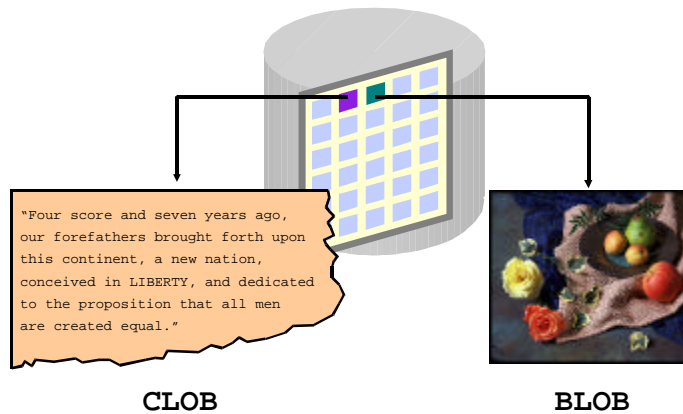 “Four score and seven years ago,
our forefathers brought forth upon
this continent, a new nation,
conceived in LIBERTY, and dedicated
to the proposition that all men
are created equal.”
CLOB
BLOB